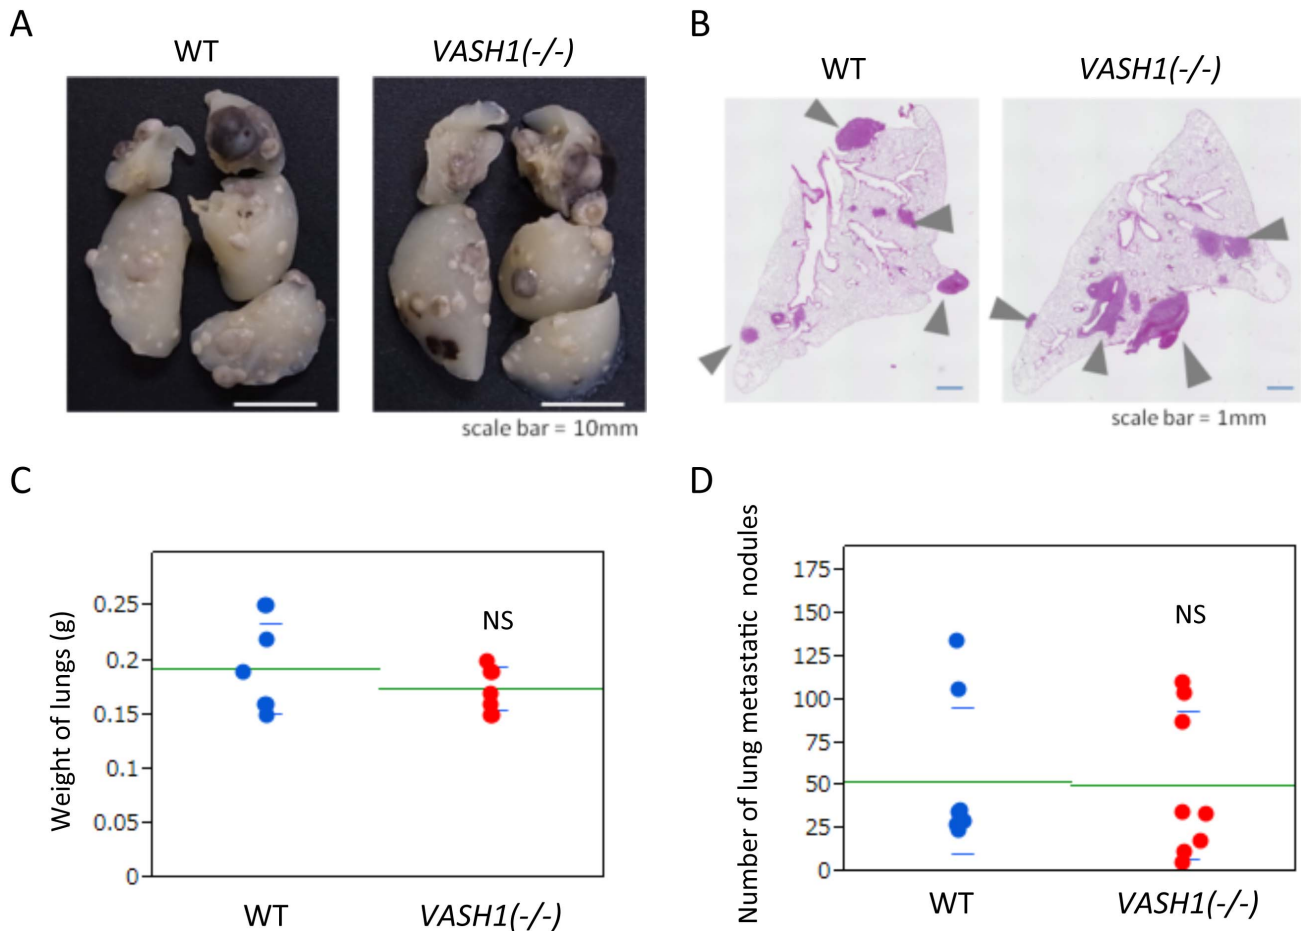 A
WT
VASH1(-/-)
scale bar = 10mm
B
WT
VASH1(-/-)
scale bar = 1mm
C
Weight of lungs (g)
0.25
0.2
0.15
0.1
0.05
0
NS
WT
VASH1(-/-)
D
Number of lung metastatic nodules
175
150
125
100
75
50
25
0
NS
WT
VASH1(-/-)